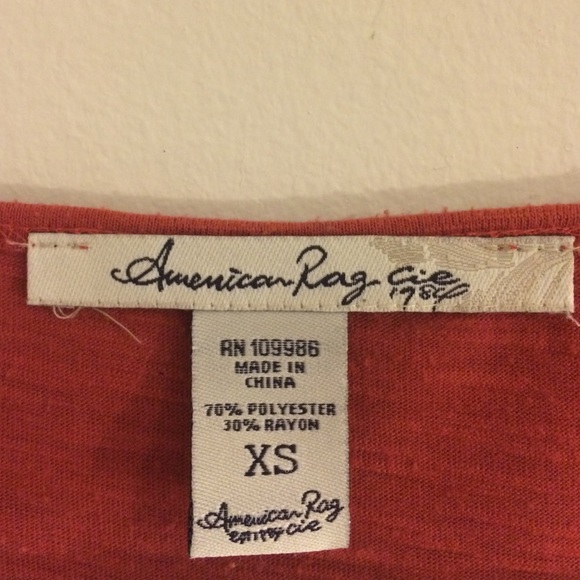 American Rag Cie
1984
RN 109986
MADE IN
CHINA
70% POLYESTER
30% RAYON
XS
American Rag
Cie